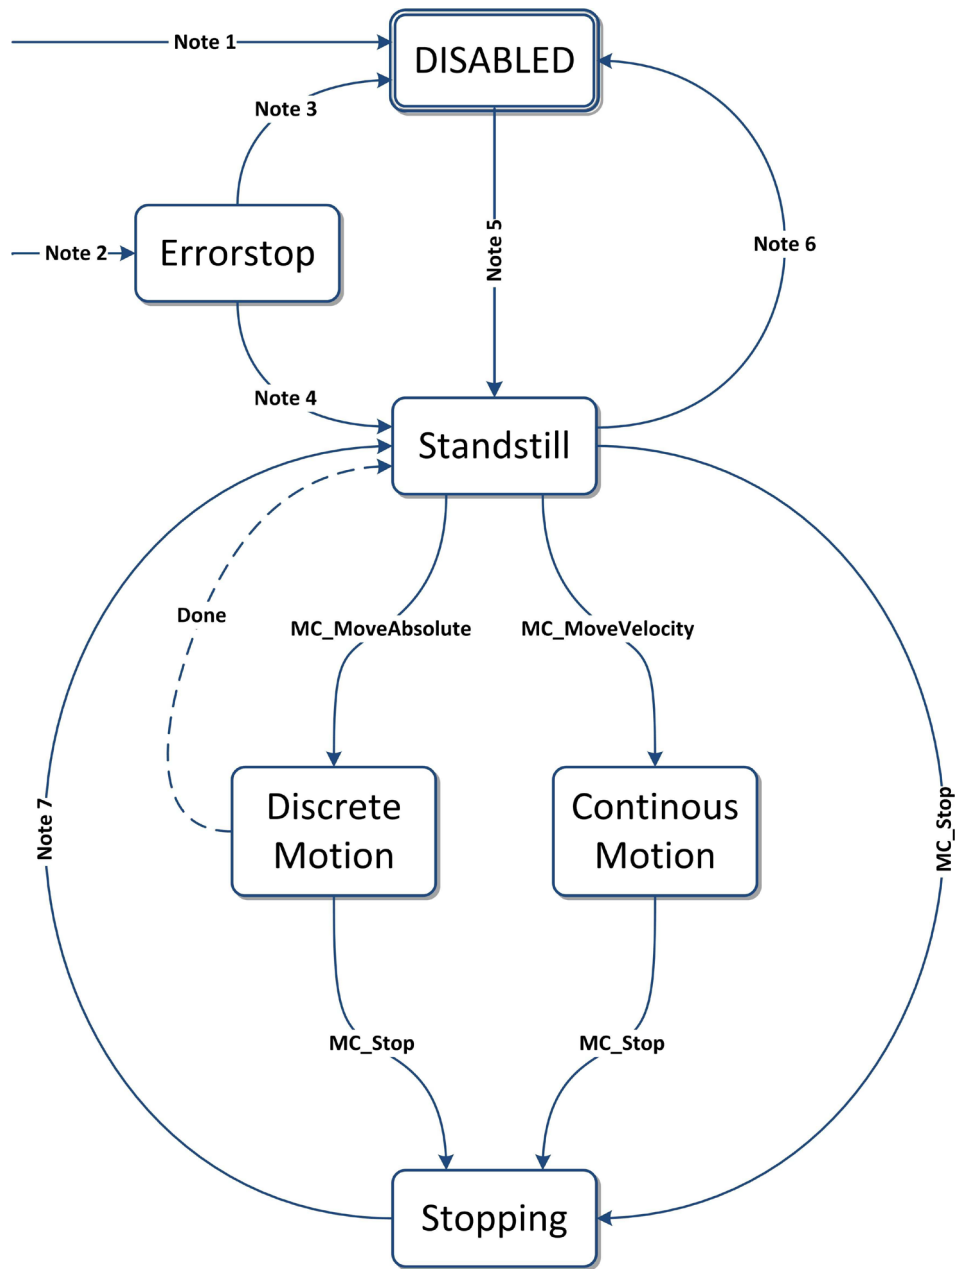 DISABLED
Note 1
Note 3
Note 2
Errorstop
Note 5
Note 6
Note 4
Standstill
Done
MC_MoveAbsolute
MC_MoveVelocity
Note 7
Discrete
Motion
Continous
Motion
MC_Stop
MC_Stop
MC_Stop
Stopping